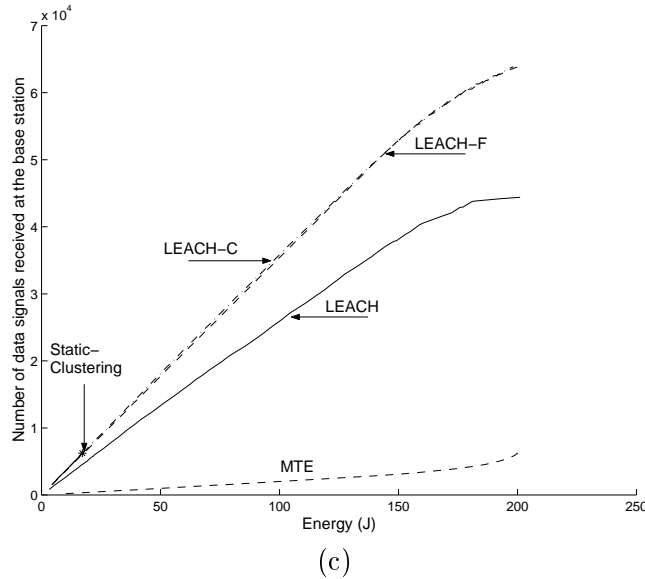 x 10^4
7
6
5
4
3
2
1
0
Number of data signals received at the base station
LEACH−F
LEACH−C
LEACH
Static−
Clustering
MTE
0 50 100 150 200 250
Energy (J)
(c)